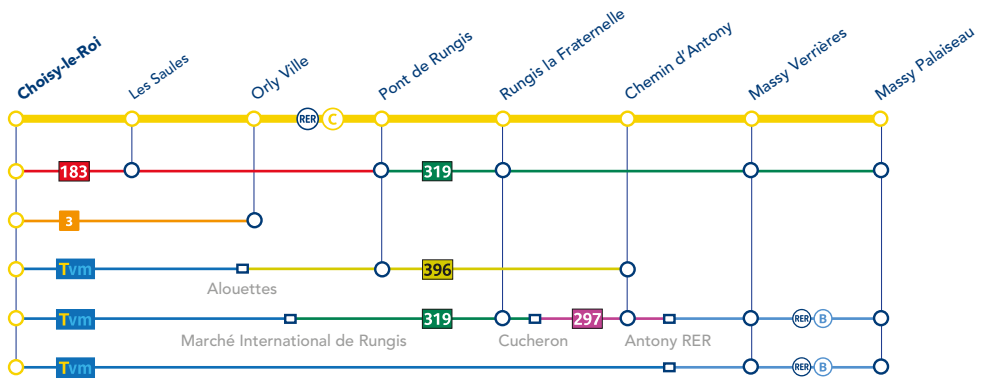 Choisy-le-Roi
Les Saules
Orly Ville
Pont de Rungis
Rungis la Fraternelle
Chemin d'Antony
Massy Verrières
Massy Palaiseau
RER C
183 319
3
Tvm 396
Alouettes
Tvm 319 297 RER B
Marché International de Rungis Cucheron Antony RER
Tvm RER B